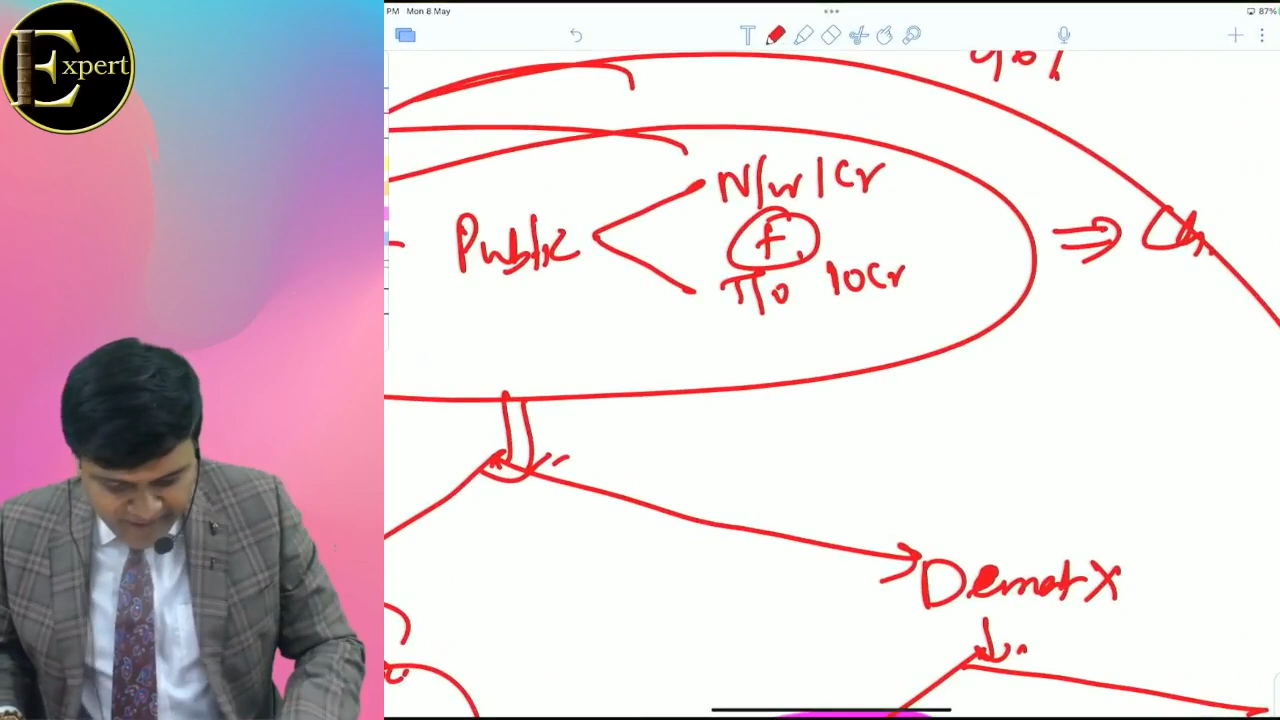 PM Mon 8 May
87%
Expert
T
N/w 1Cr
Public
+
T/o 10Cr
Demat X